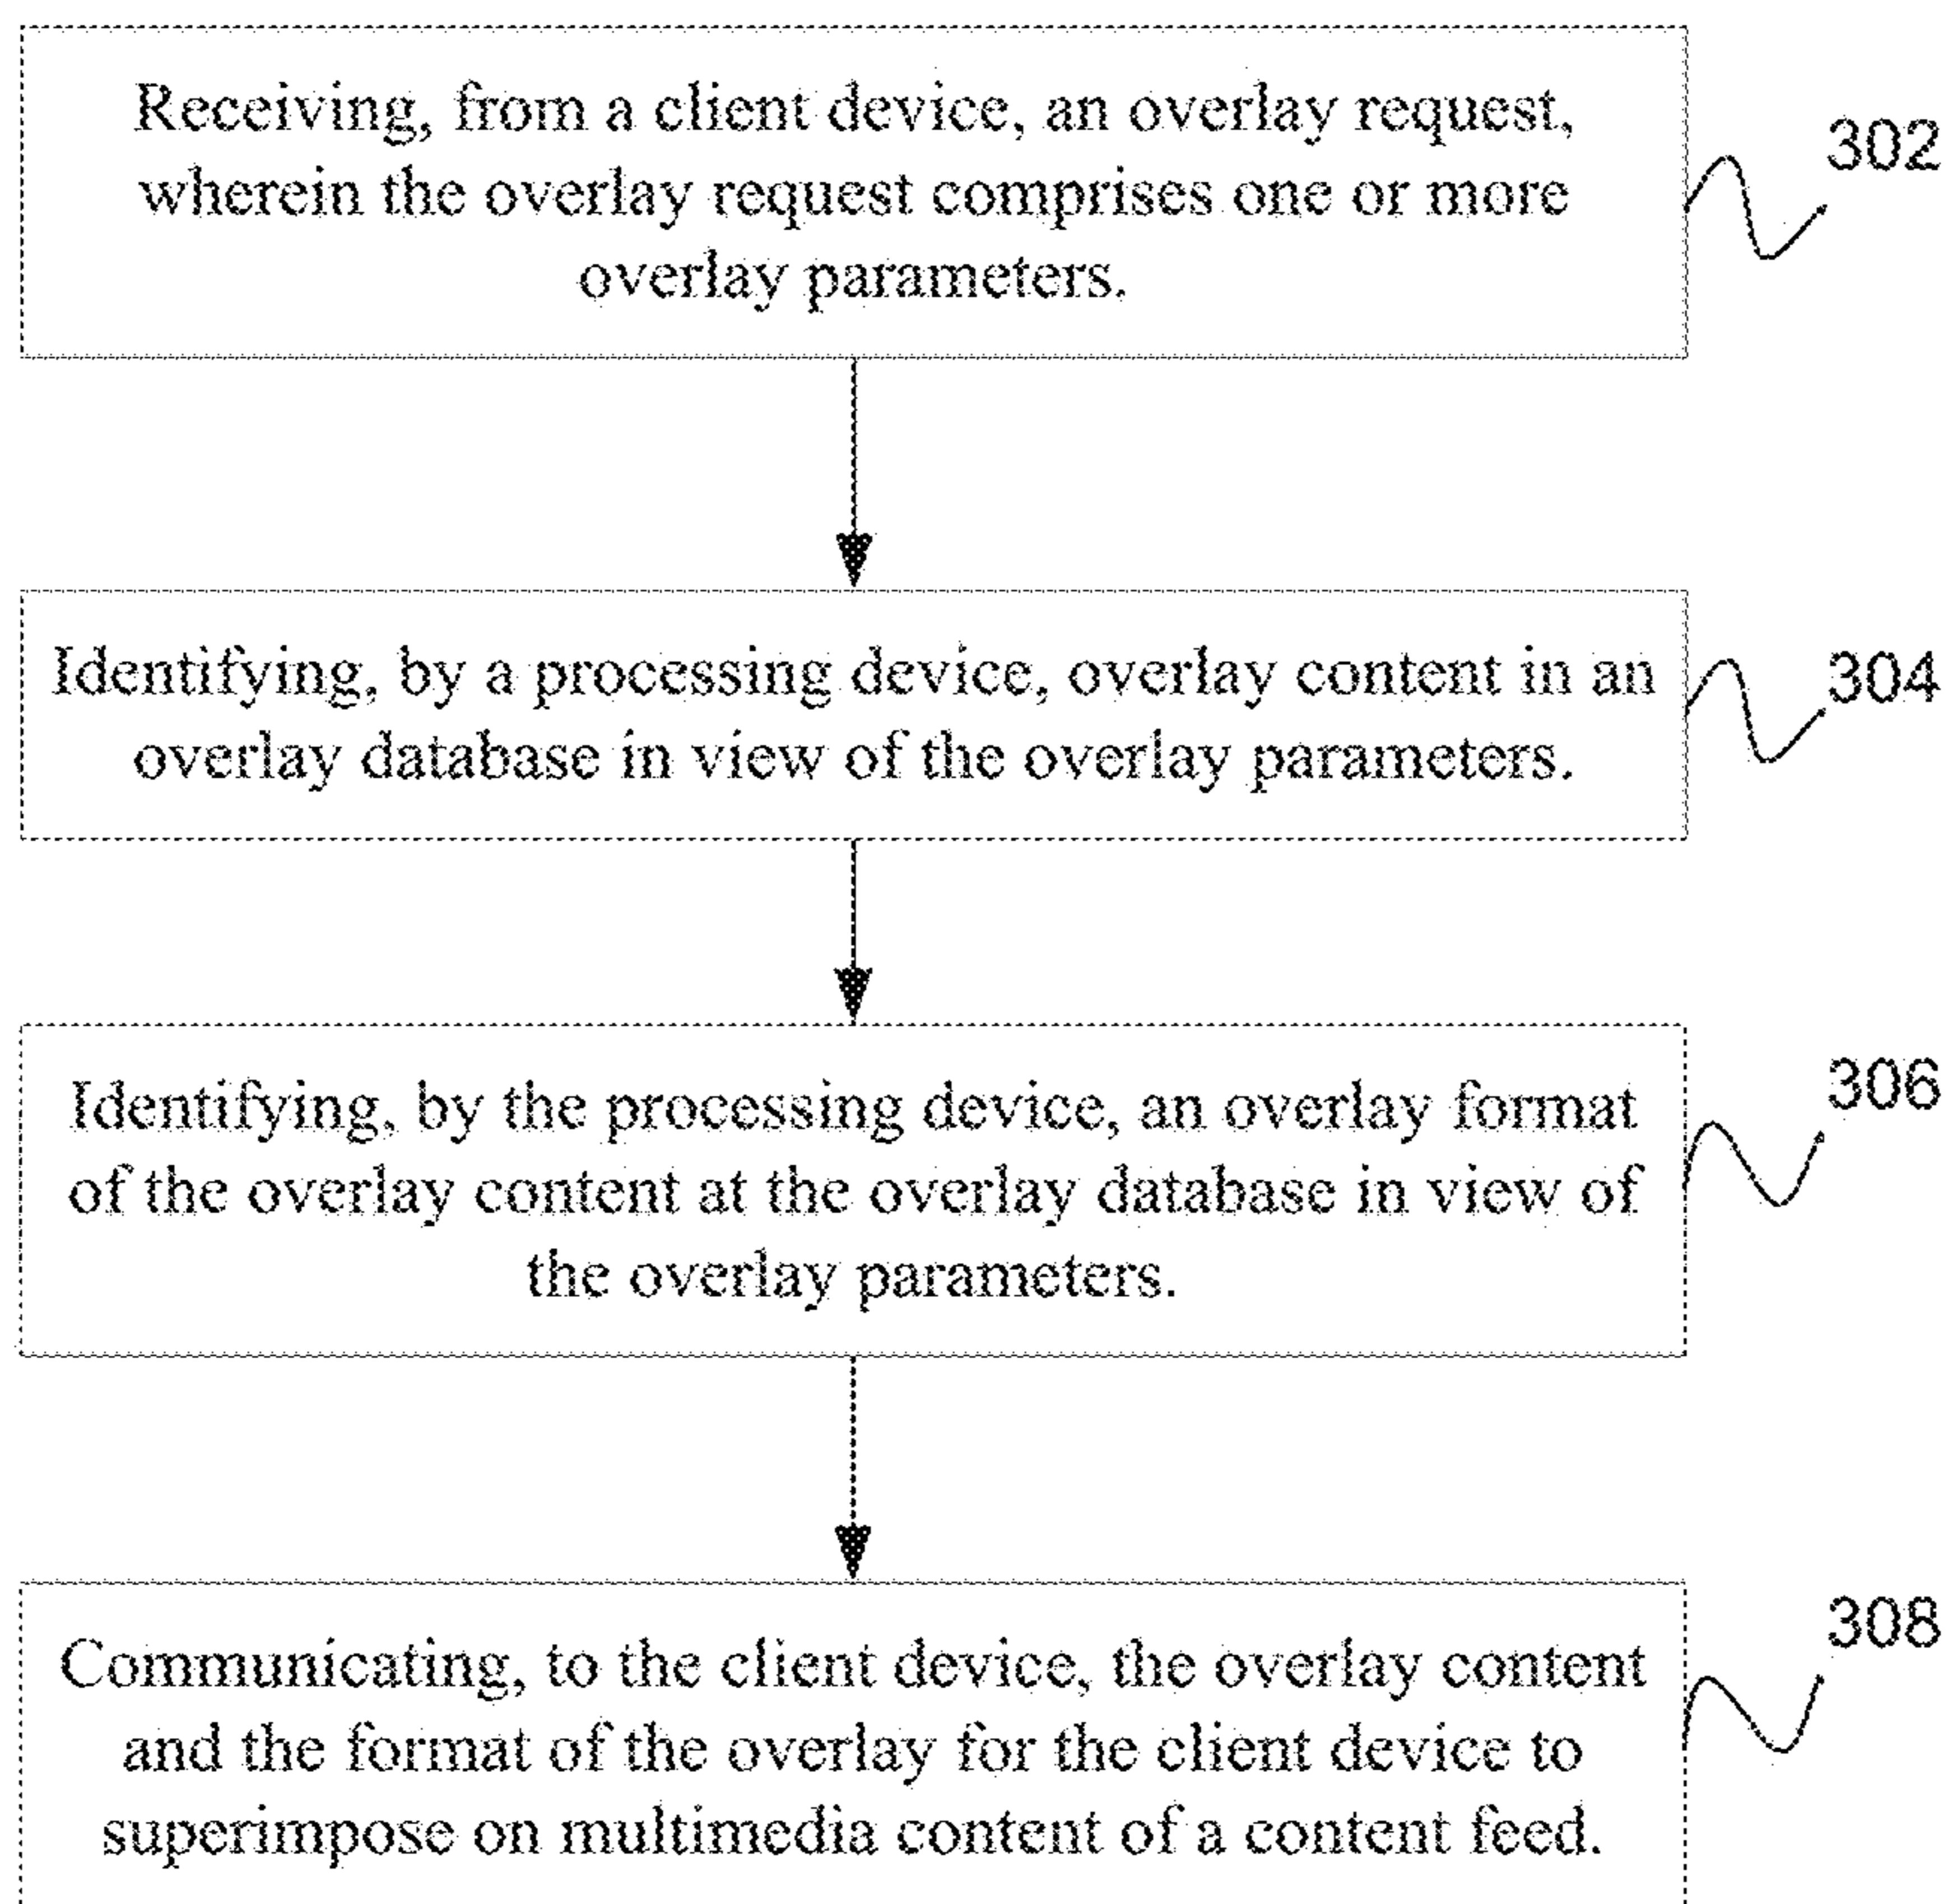 Receiving, from a client device, an overlay request,
wherein the overlay request comprises one or more
overlay parameters.
302
Identifying, by a processing device, overlay content in an
overlay database in view of the overlay parameters.
304
Identifying, by the processing device, an overlay format
of the overlay content at the overlay database in view of
the overlay parameters.
306
Communicating, to the client device, the overlay content
and the format of the overlay for the client device to
superimpose on multimedia content of a content feed.
308